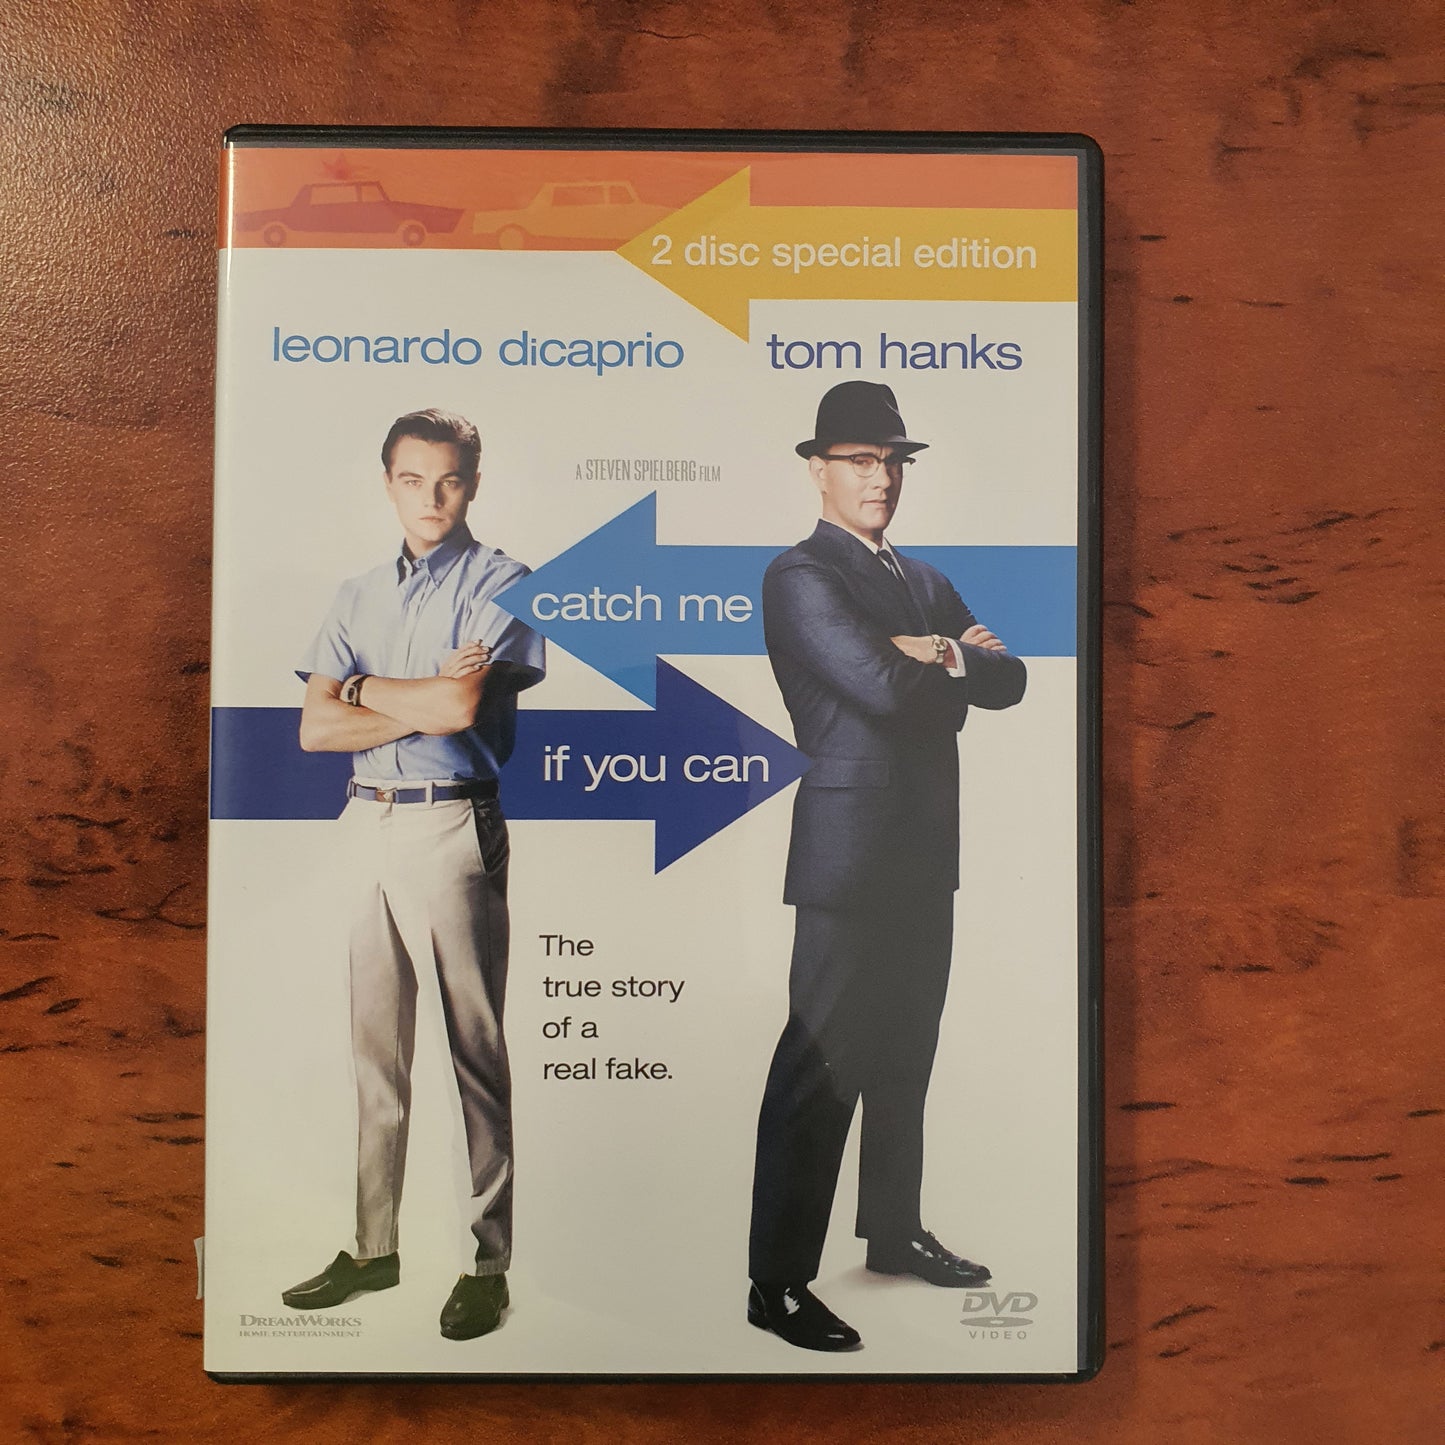 2 disc special edition
leonardo dicaprio
tom hanks
A STEVEN SPIELBERG FILM
catch me
if you can
The
true story
of a
real fake.
DREAMWORKS
HOME ENTERTAINMENT
DVD
VIDEO